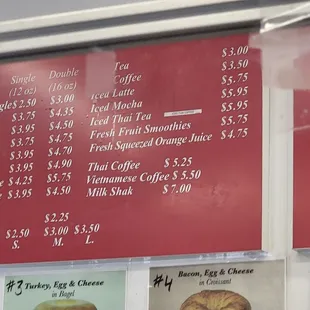 Single Double
(12 oz) (16 oz)
$2.50 $3.00
$3.75 $4.35
$3.95 $4.50
$3.75 $4.75
$3.95 $4.70
$3.95 $4.90
$4.25 $5.75
$3.95 $4.50
$2.25
$2.50 $3.00 $3.50
S. M. L.
Tea $3.00
Coffee $3.50
Iced Latte $5.75
Iced Mocha $5.95
Iced Thai Tea $5.95
Fresh Fruit Smoothies $5.75
Fresh Squeezed Orange Juice $4.75
Thai Coffee $5.25
Vietnamese Coffee $5.50
Milk Shak $7.00
#3 Turkey, Egg & Cheese
in Bagel
#4 Bacon, Egg & Cheese
in Croissant